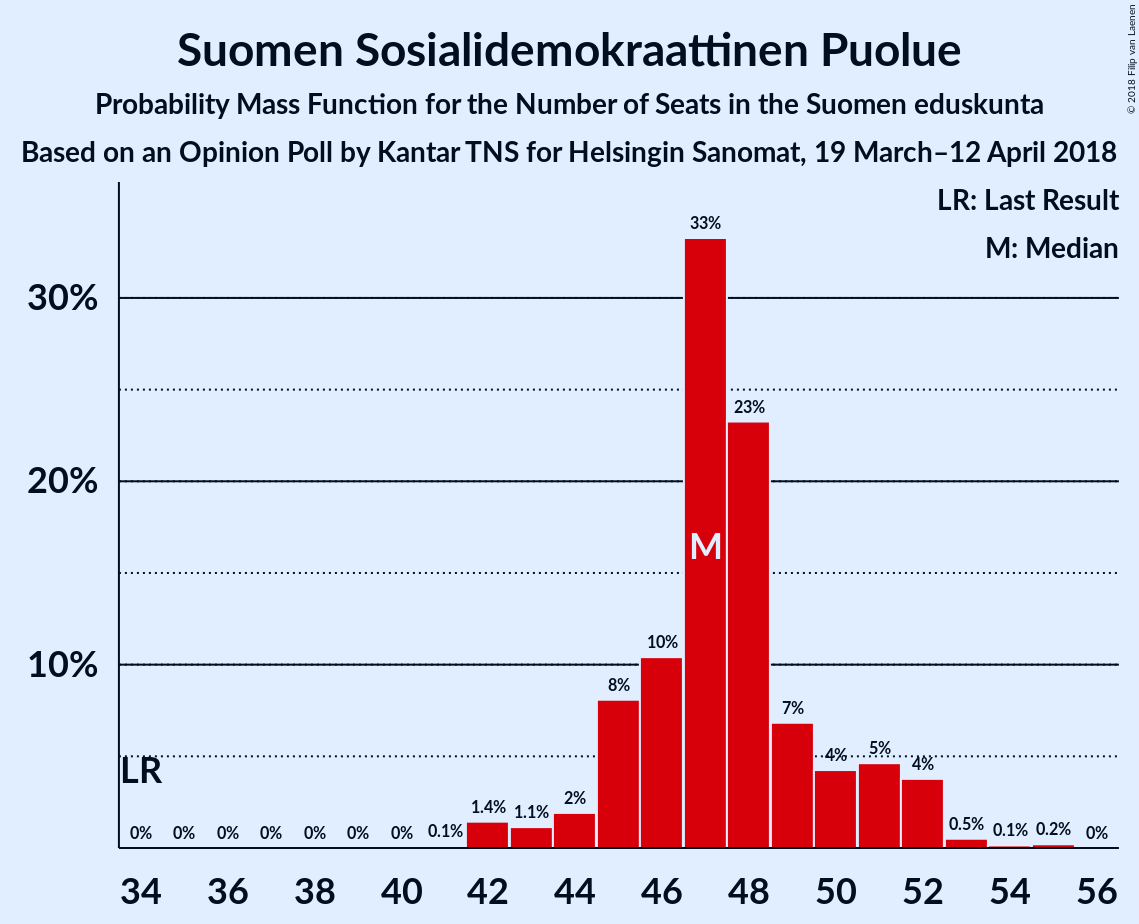 Suomen Sosialidemokraattinen Puolue
Probability Mass Function for the Number of Seats in the Suomen eduskunta
Based on an Opinion Poll by Kantar TNS for Helsingin Sanomat, 19 March–12 April 2018
© 2018 Filip van Laenen
LR: Last Result
M: Median
33%
30%
23%
20%
M
10%
10%
8%
7%
5%
4%
4%
LR
2%
1.4%
1.1%
0.5%
0.1%
0.2%
0.1%
0% 0% 0% 0% 0% 0% 0% 0%
34 36 38 40 42 44 46 48 50 52 54 56